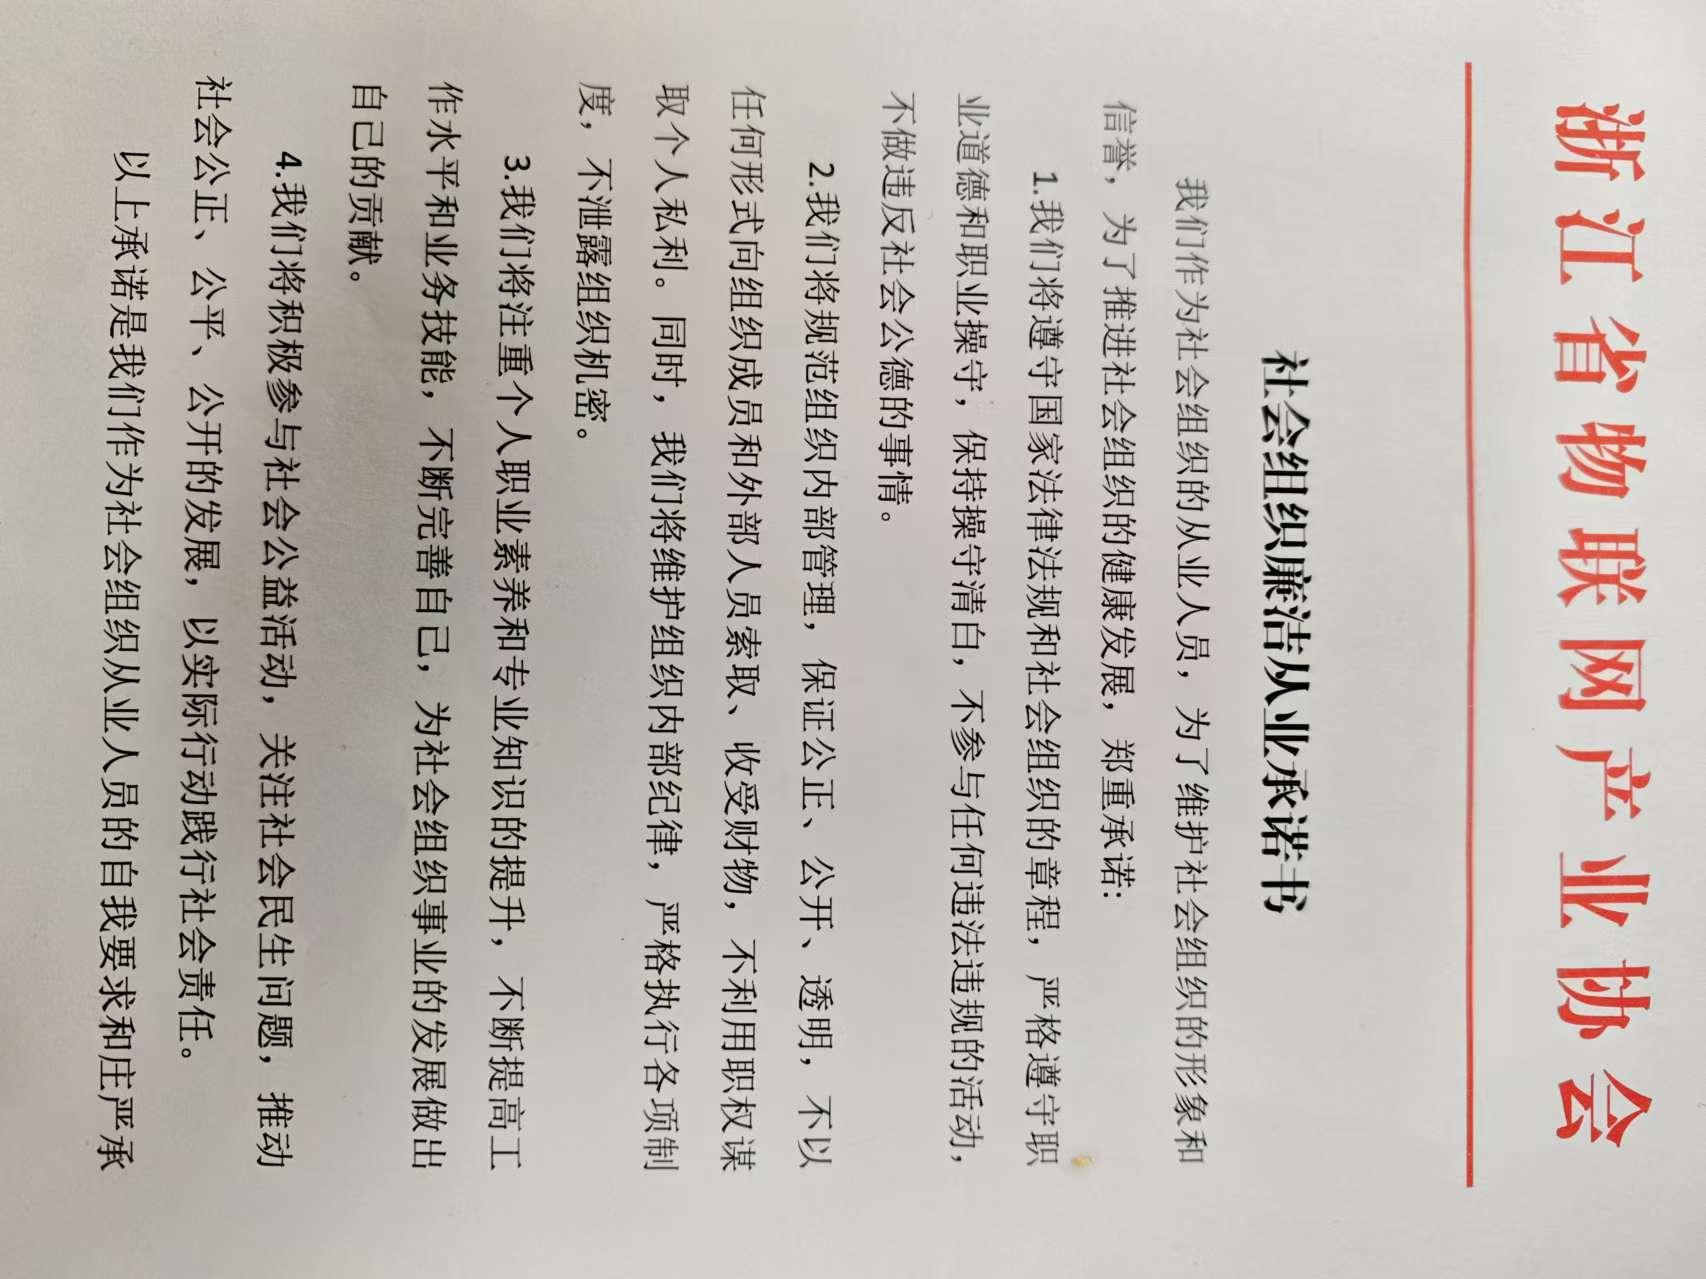 浙江省物联网产业协会
社会组织廉洁从业承诺书
我们作为社会组织的从业人员，为了维护社会组织的形象和
信誉，为了推进社会组织的健康发展，郑重承诺：
1.我们将遵守国家法律法规和社会组织的章程，严格遵守职
业道德和职业操守，保持操守清白，不参与任何违法违规的活动，
不做违反社会公德的事情。
2.我们将规范组织内部管理，保证公正、公开、透明，不以
任何形式向组织成员和外部人员索取、收受财物，不利用职权谋
取个人私利。同时，我们将维护组织内部纪律，严格执行各项制
度，不泄露组织机密。
3.我们将注重个人职业素养和专业知识的提升，不断提高工
作水平和业务技能，不断完善自己，为社会组织事业的发展做出
自己的贡献。
4.我们将积极参与社会公益活动，关注社会民生问题，推动
社会公正、公平、公开的发展，以实际行动践行社会责任。
以上承诺是我们作为社会组织从业人员的自我要求和庄严承